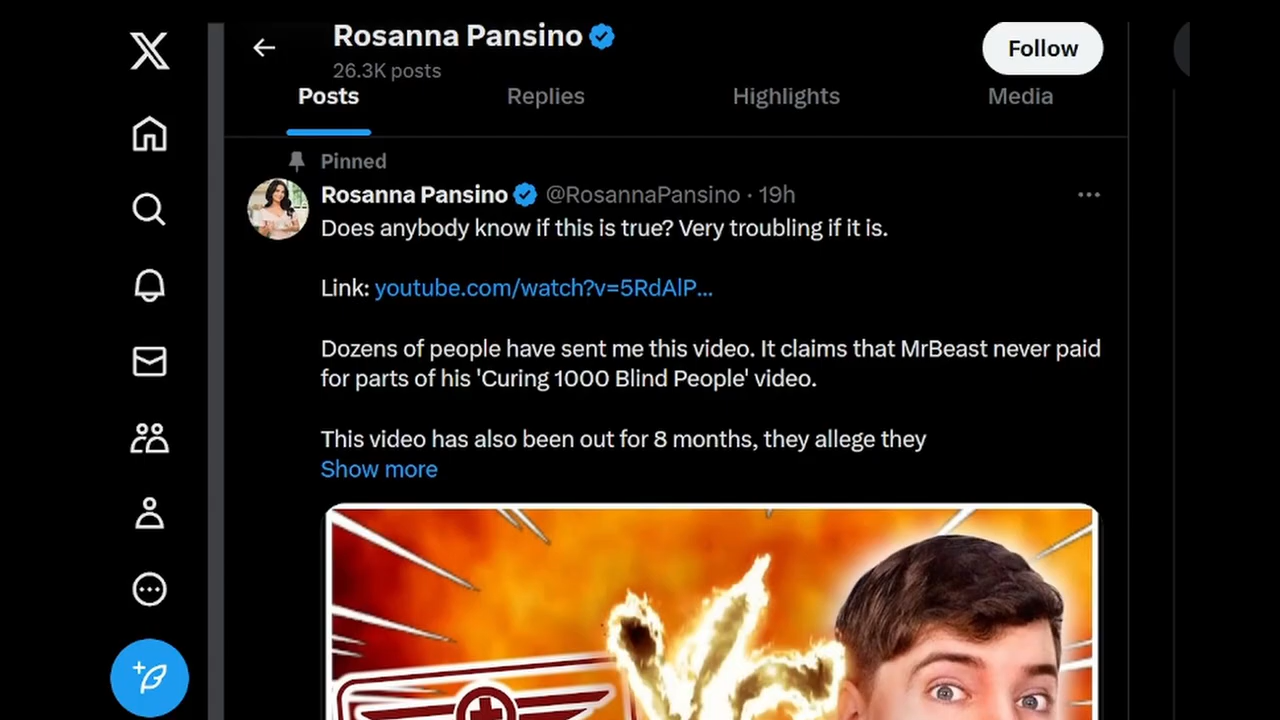 Rosanna Pansino
26.3K posts
Follow
Posts
Replies
Highlights
Media
Pinned
Rosanna Pansino @RosannaPansino · 19h
Does anybody know if this is true? Very troubling if it is.
Link: youtube.com/watch?v=5RdAlP...
Dozens of people have sent me this video. It claims that MrBeast never paid
for parts of his 'Curing 1000 Blind People' video.
This video has also been out for 8 months, they allege they
Show more
Vs